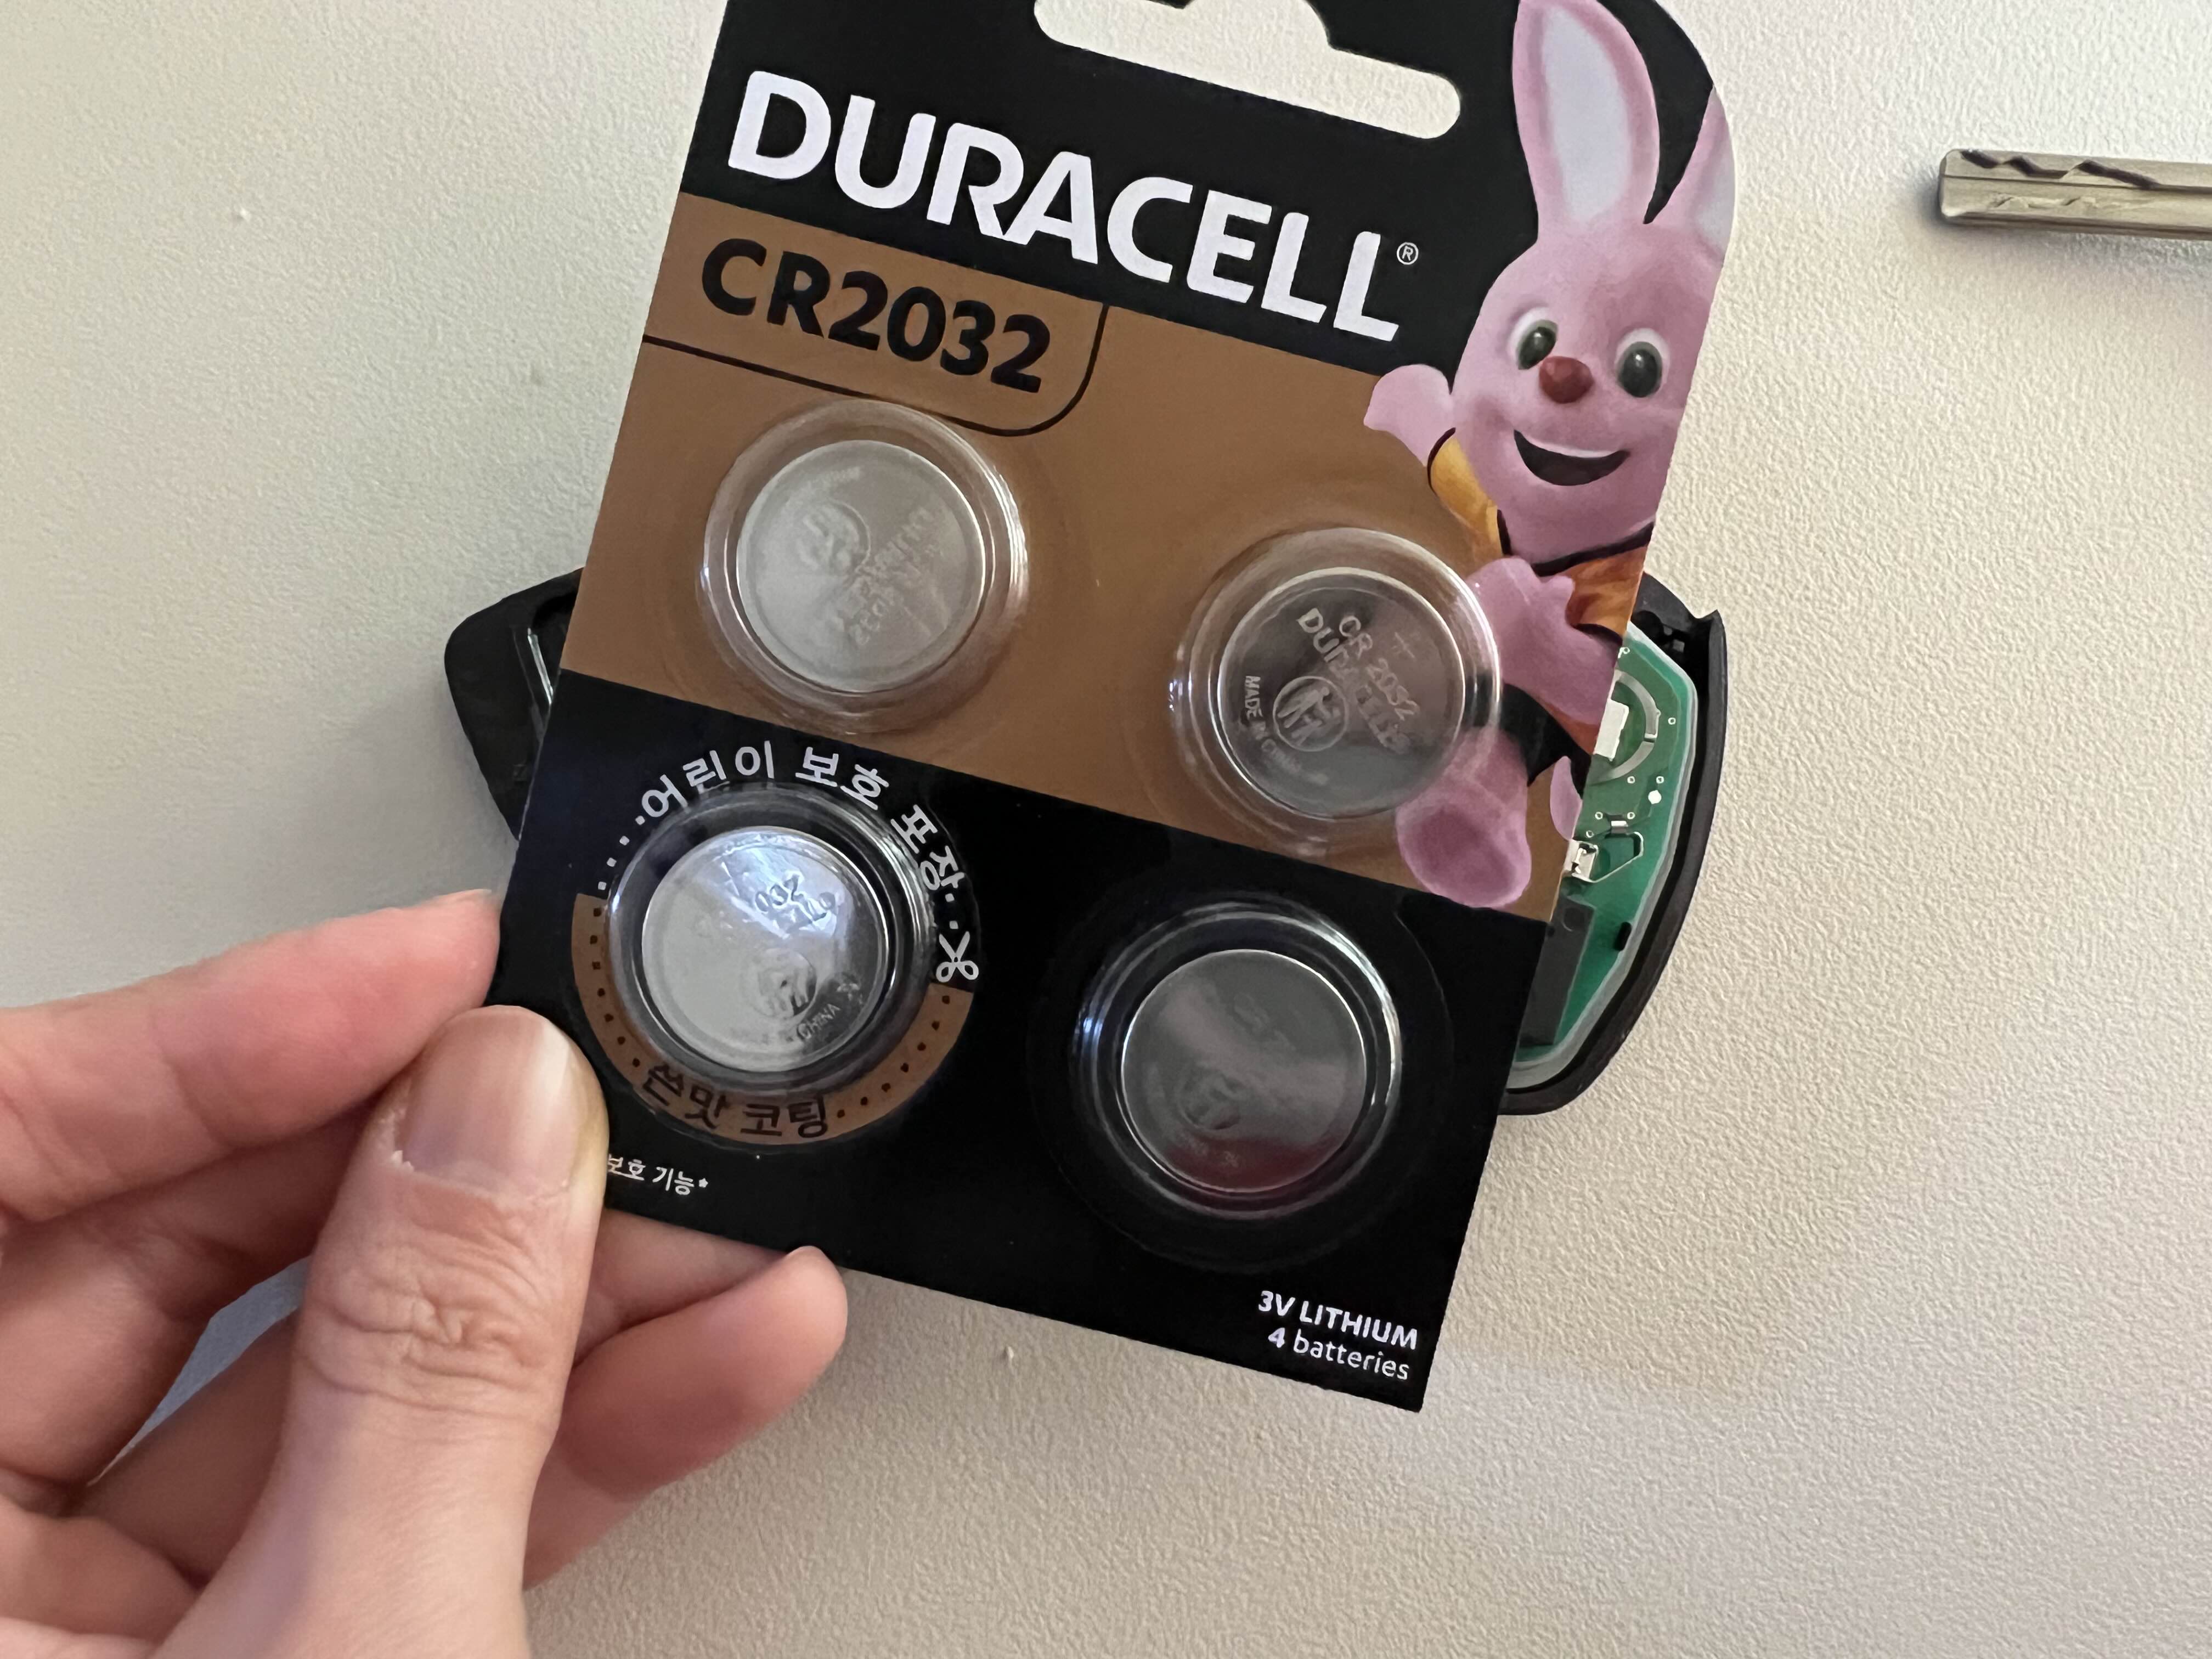 DURACELL®
CR2032
CR 2032
DURACELL
MADE IN CHINA
어린이 보호 포장
쓴맛 코팅
보호 기능*
3V LITHIUM
4 batteries